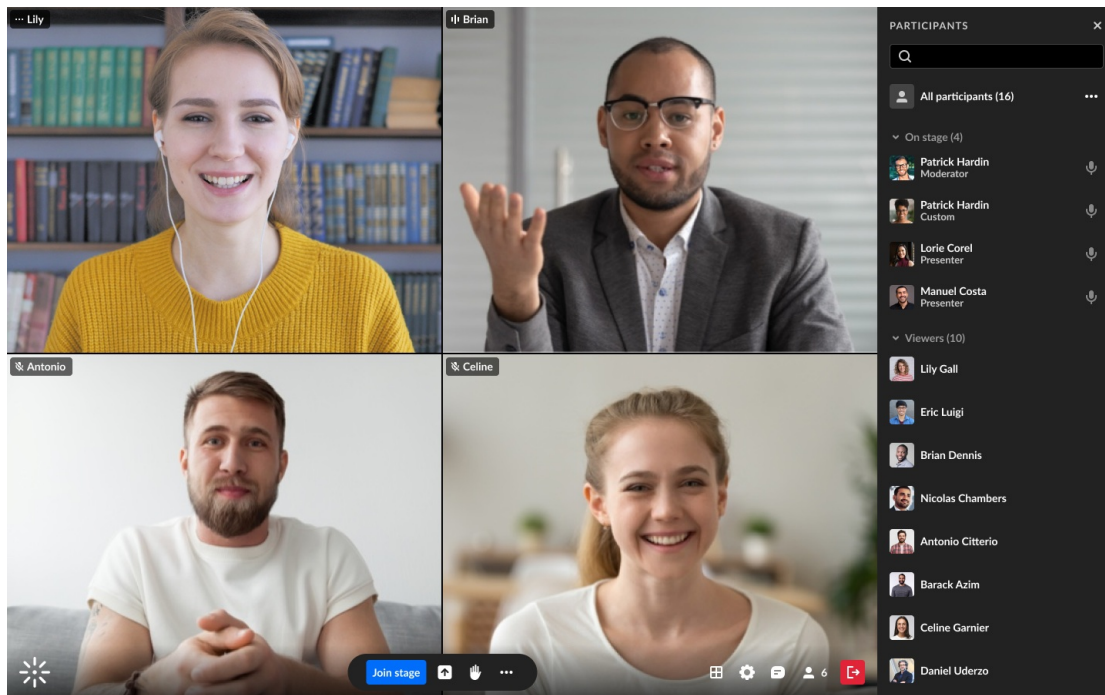 Lily
Brian
Antonio
Celine
Join stage
6
PARTICIPANTS
All participants (16)
On stage (4)
Patrick Hardin
Moderator
Patrick Hardin
Custom
Lorie Corel
Presenter
Manuel Costa
Presenter
Viewers (10)
Lily Gall
Eric Luigi
Brian Dennis
Nicolas Chambers
Antonio Citterio
Barack Azim
Celine Garnier
Daniel Uderzo